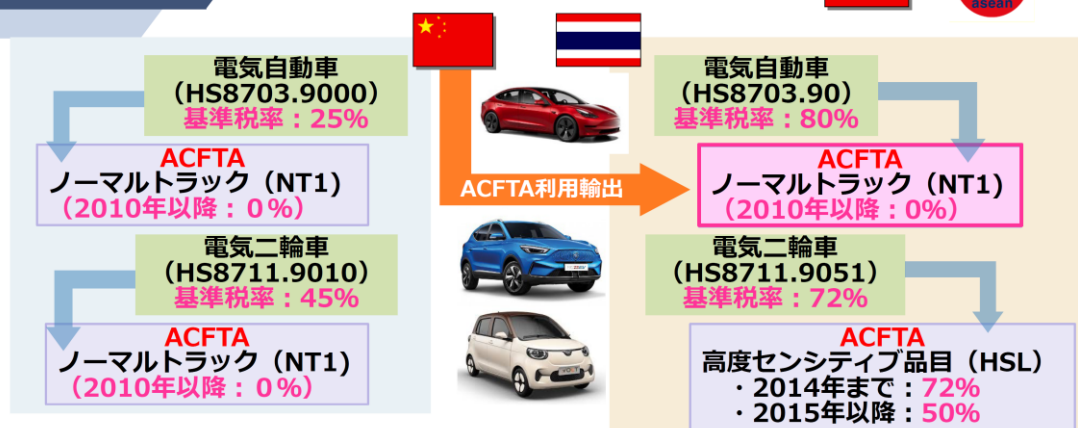 asean
電気自動車
(HS8703.9000)
基準税率：25%
ACFTA
ノーマルトラック（NT1)
（2010年以降：０%）
電気二輪車
(HS8711.9010)
基準税率：45%
ACFTA
ノーマルトラック（NT1)
（2010年以降：０%）
ACFTA利用輸出
電気自動車
(HS8703.90)
基準税率：80%
ACFTA
ノーマルトラック（NT1)
（2010年以降：0%）
電気二輪車
（HS8711.9051)
基準税率：72%
ACFTA
高度センシティブ品目（HSL）
・2014年まで：72%
・2015年以降：50%